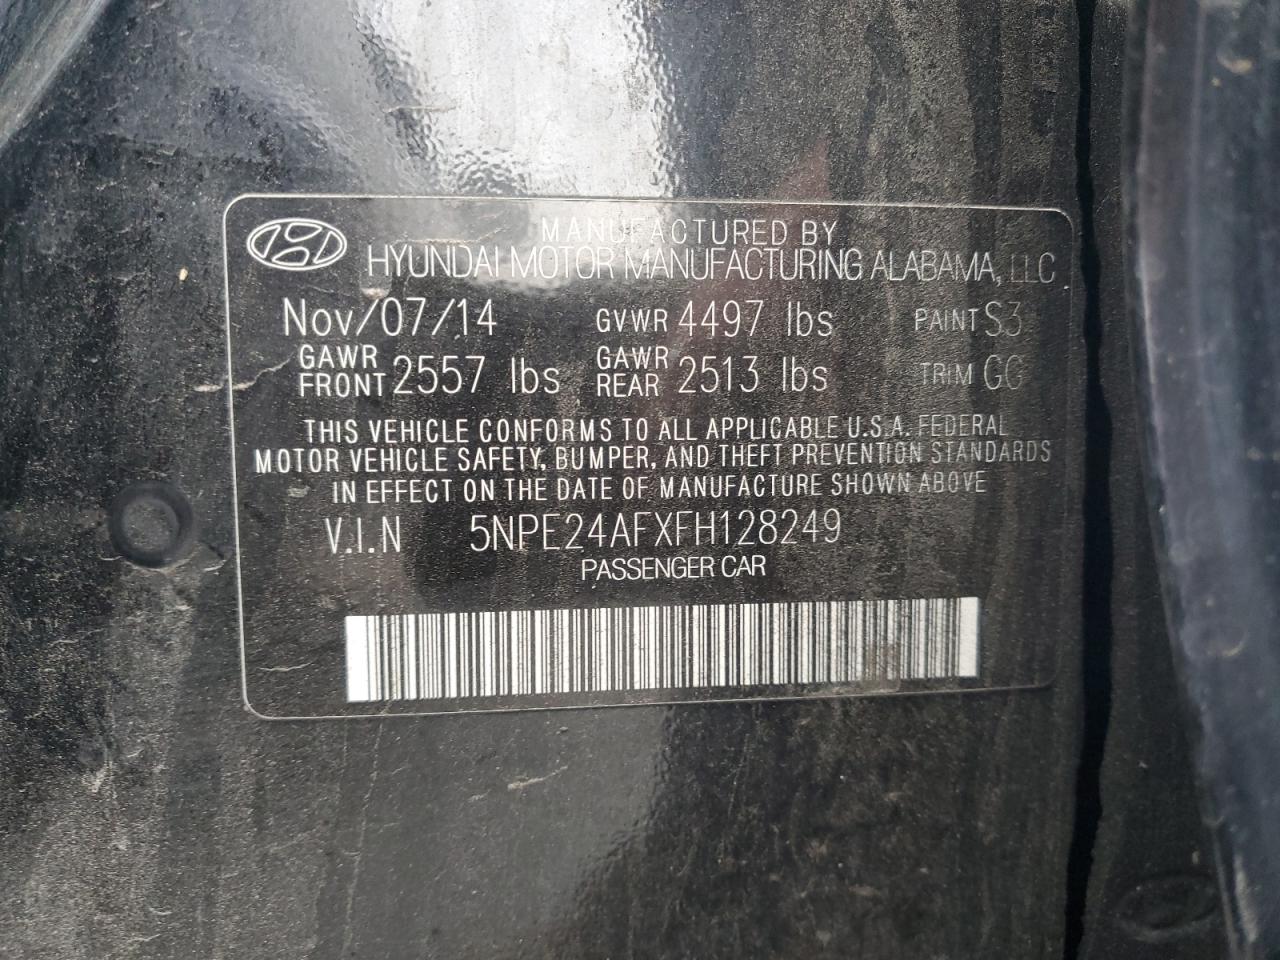 MANUFACTURED BY
HYUNDAI MOTOR MANUFACTURING ALABAMA, LLC
Nov/07/14 GVWR 4497 lbs PAINT S3
GAWR FRONT 2557 lbs GAWR REAR 2513 lbs TRIM
THIS VEHICLE CONFORMS TO ALL APPLICABLE U.S.A. FEDERAL
MOTOR VEHICLE SAFETY, BUMPER, AND THEFT PREVENTION STANDARDS
IN EFFECT ON THE DATE OF MANUFACTURE SHOWN ABOVE
V.I.N 5NPE24AFXFH128249
PASSENGER CAR